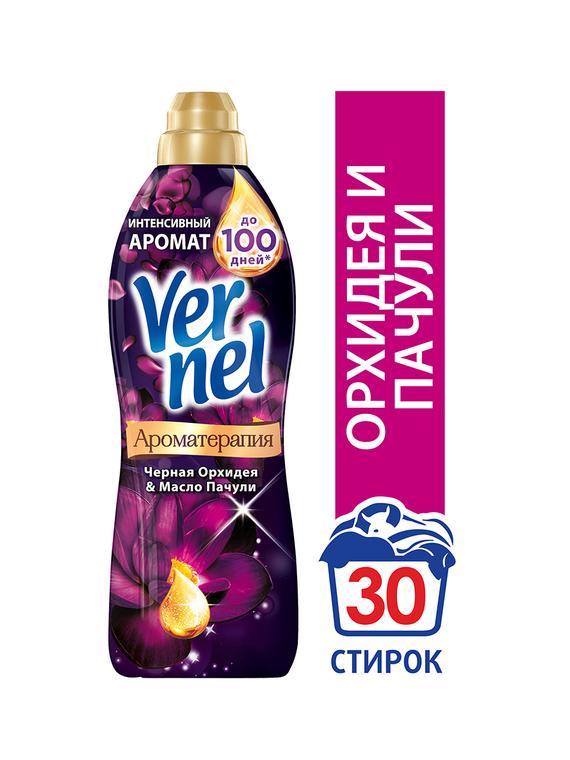 ИНТЕНСИВНЫЙ
АРОМАТ
до
100
дней*
Ver
nel
Ароматерапия
Черная Орхидея
& Масло Пачули
ОРХИДЕЯ И
ПАЧУЛИ
30
СТИРОК